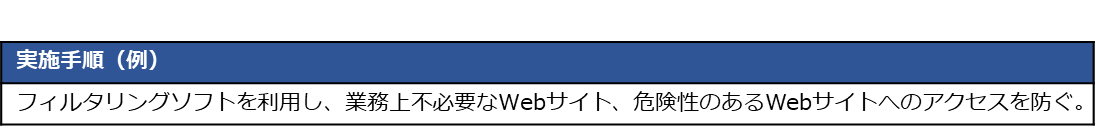 実施手順（例）
フィルタリングソフトを利用し、業務上不必要なWebサイト、危険性のあるWebサイトへのアクセスを防ぐ。